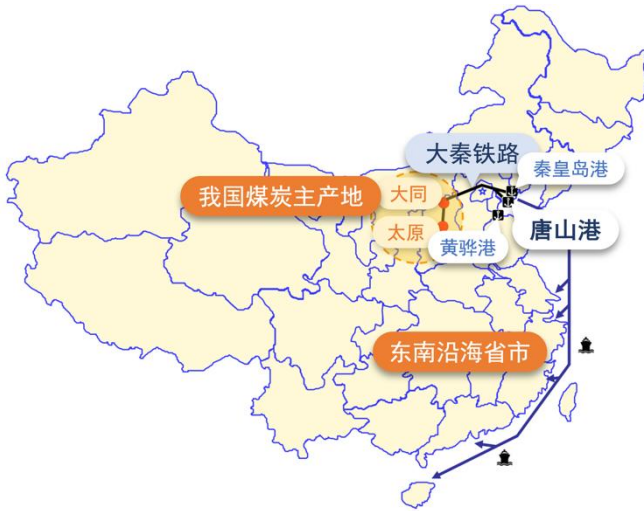 大秦铁路
秦皇岛港
我国煤炭主产地
大同
太原
黄骅港
唐山港
东南沿海省市